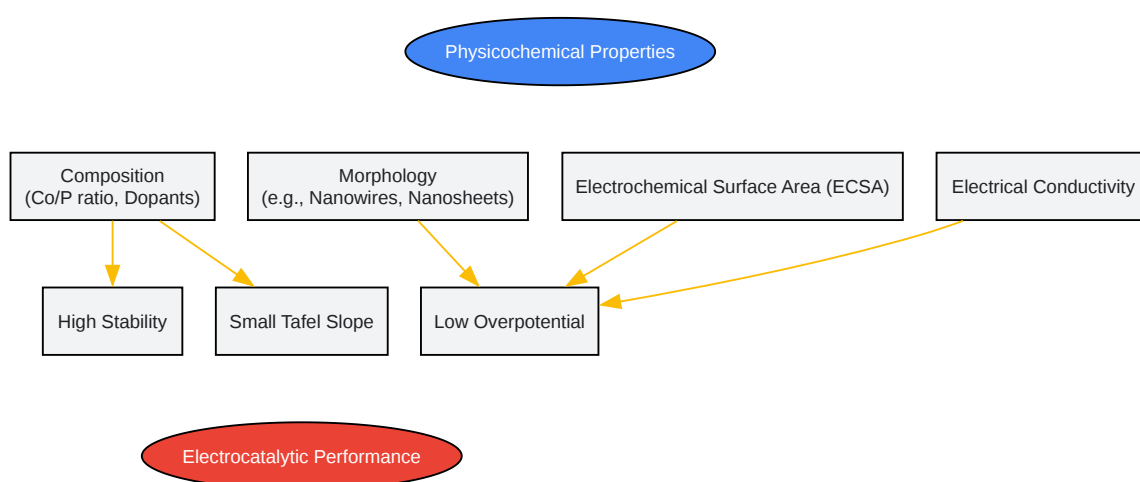 Physicochemical Properties
Composition
(Co/P ratio, Dopants)
Morphology
(e.g., Nanowires, Nanosheets)
Electrochemical Surface Area (ECSA)
Electrical Conductivity
High Stability
Small Tafel Slope
Low Overpotential
Electrocatalytic Performance